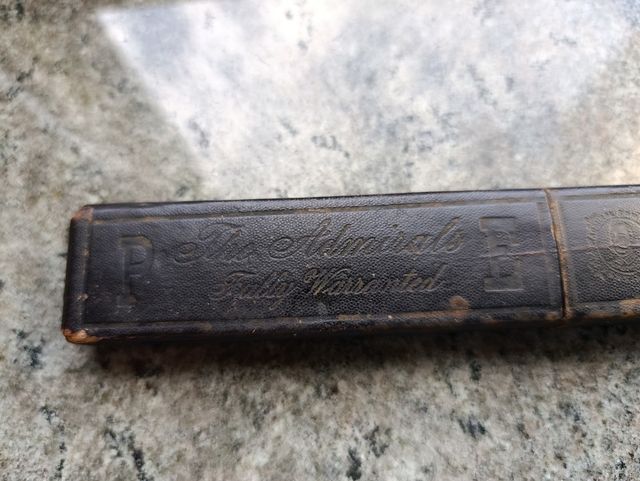 P The Admirals E
Fully Warranted